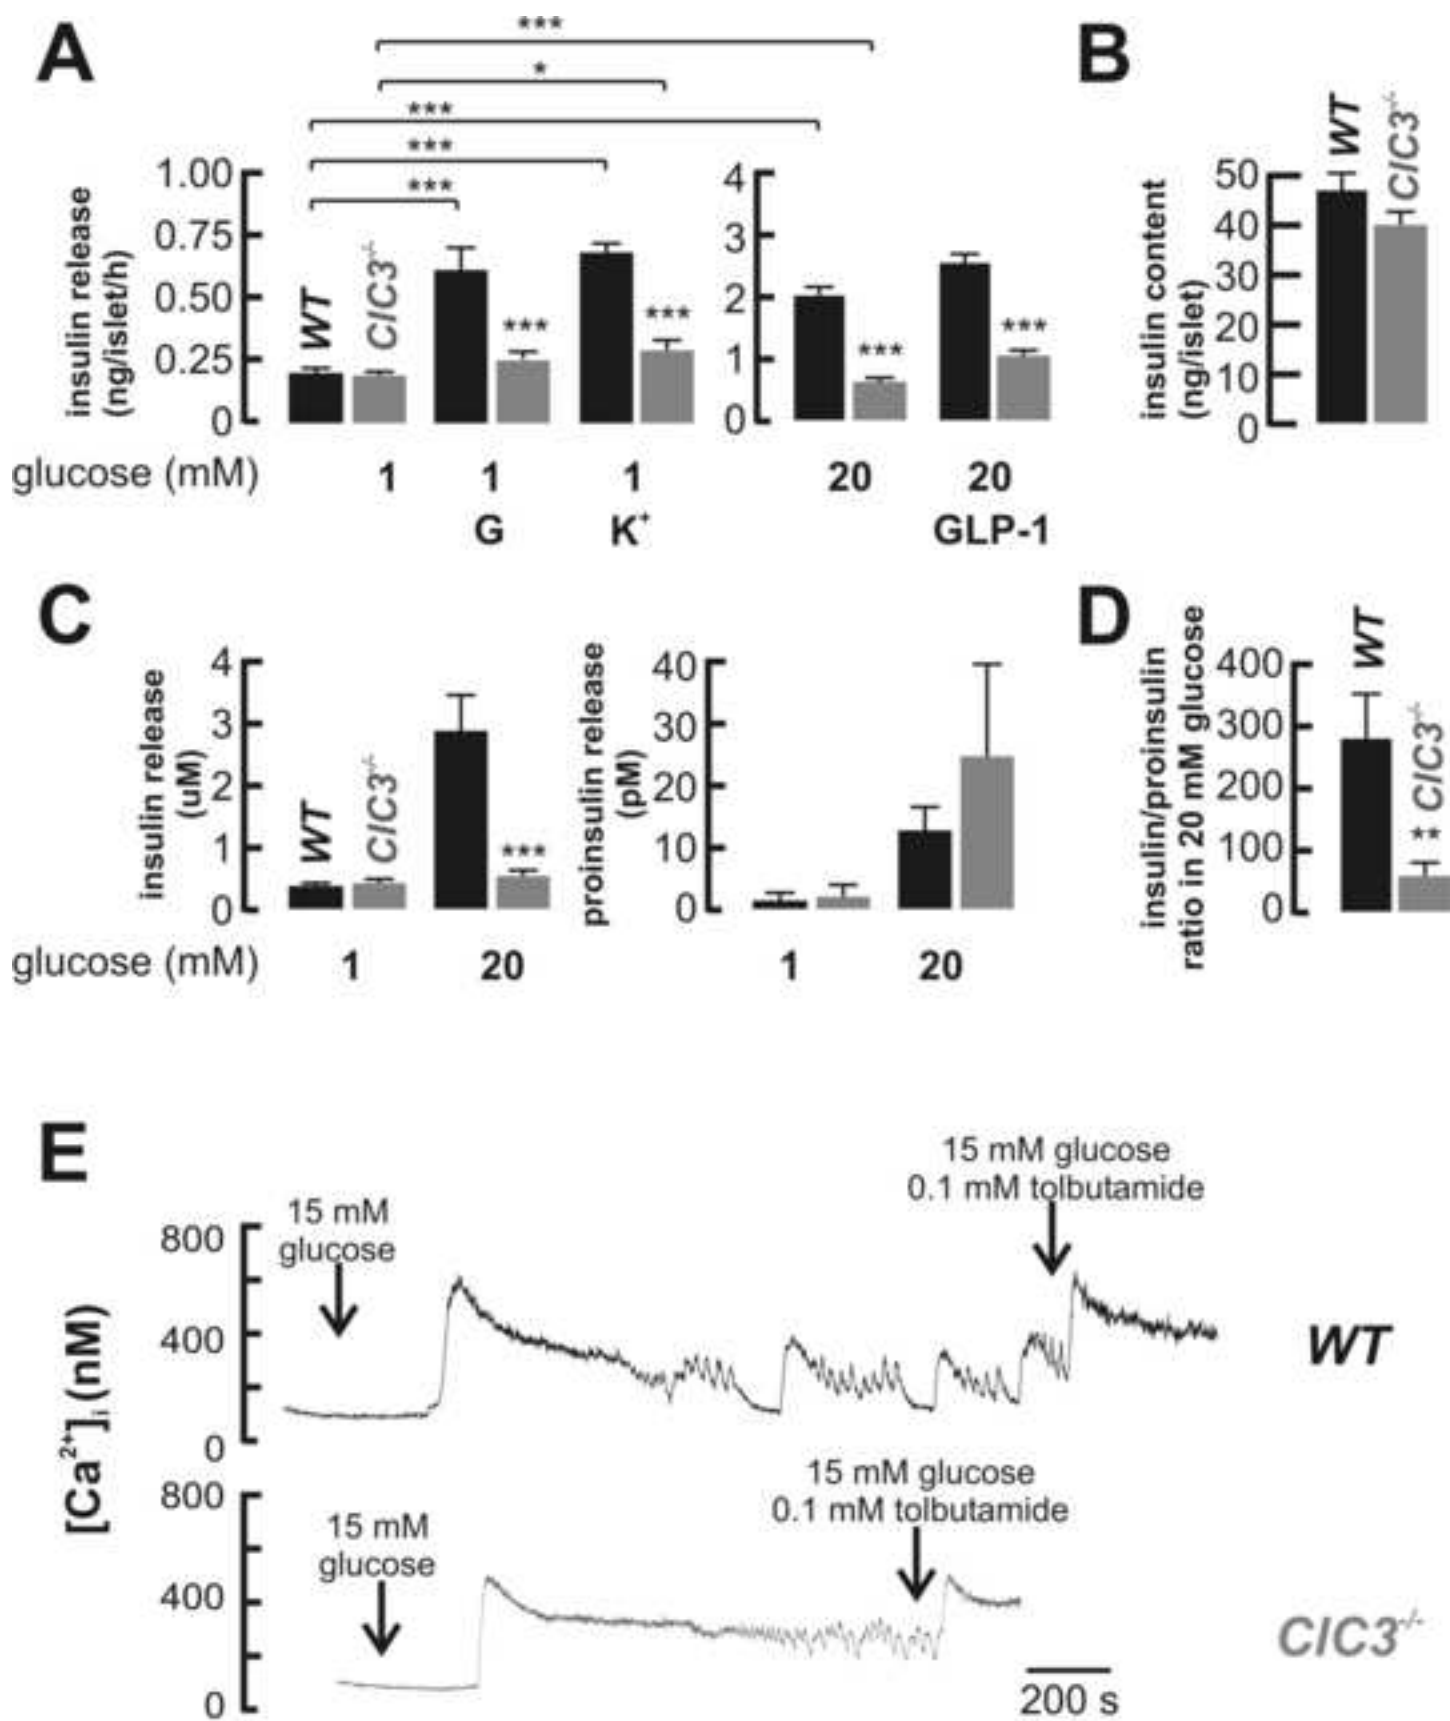 A
***
*
***
***
***
insulin release
(ng/islet/h)
1.00
0.75
0.50
0.25
0
WT
ClC3-/-
***
***
4
3
2
1
0
***
***
glucose (mM)
1
1
1
20
20
G
K+
GLP-1
B
insulin content
(ng/islet)
50
40
30
20
10
0
WT
ClC3-/-
C
insulin release
(uM)
4
3
2
1
0
WT
ClC3-/-
***
proinsulin release
(pM)
40
30
20
10
0
glucose (mM)
1
20
1
20
D
insulin/proinsulin
ratio in 20 mM glucose
400
300
200
100
0
WT
** ClC3-/-
E
[Ca2+]i (nM)
800
400
0
15 mM
glucose
15 mM glucose
0.1 mM tolbutamide
WT
800
400
0
15 mM
glucose
15 mM glucose
0.1 mM tolbutamide
ClC3-/-
200 s